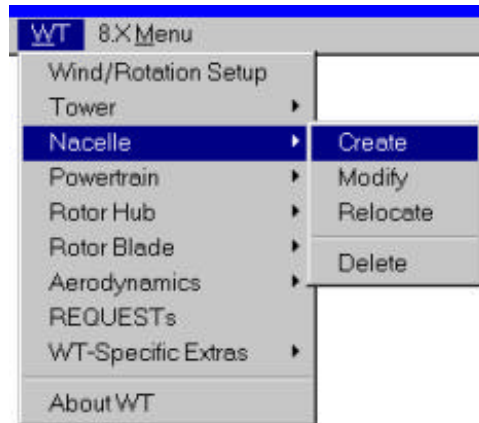 WT 8.X Menu
Wind/Rotation Setup
Tower
Nacelle
Powertrain
Rotor Hub
Rotor Blade
Aerodynamics
REQUESTs
WT-Specific Extras
About WT
Create
Modify
Relocate
Delete